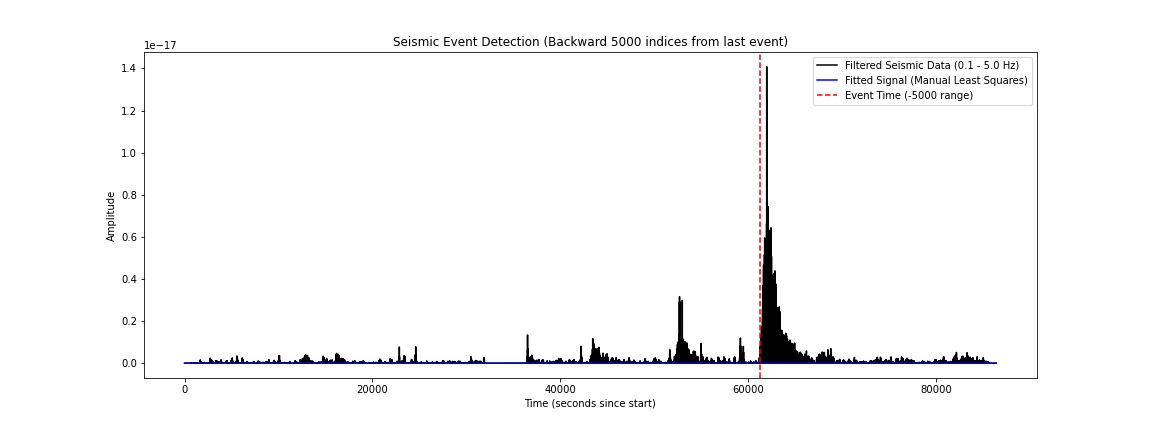 Seismic Event Detection (Backward 5000 indices from last event)
1e−17
Filtered Seismic Data (0.1 - 5.0 Hz)
Fitted Signal (Manual Least Squares)
Event Time (-5000 range)
1.4
1.2
1.0
0.8
0.6
0.4
0.2
0.0
Amplitude
0 20000 40000 60000 80000
Time (seconds since start)